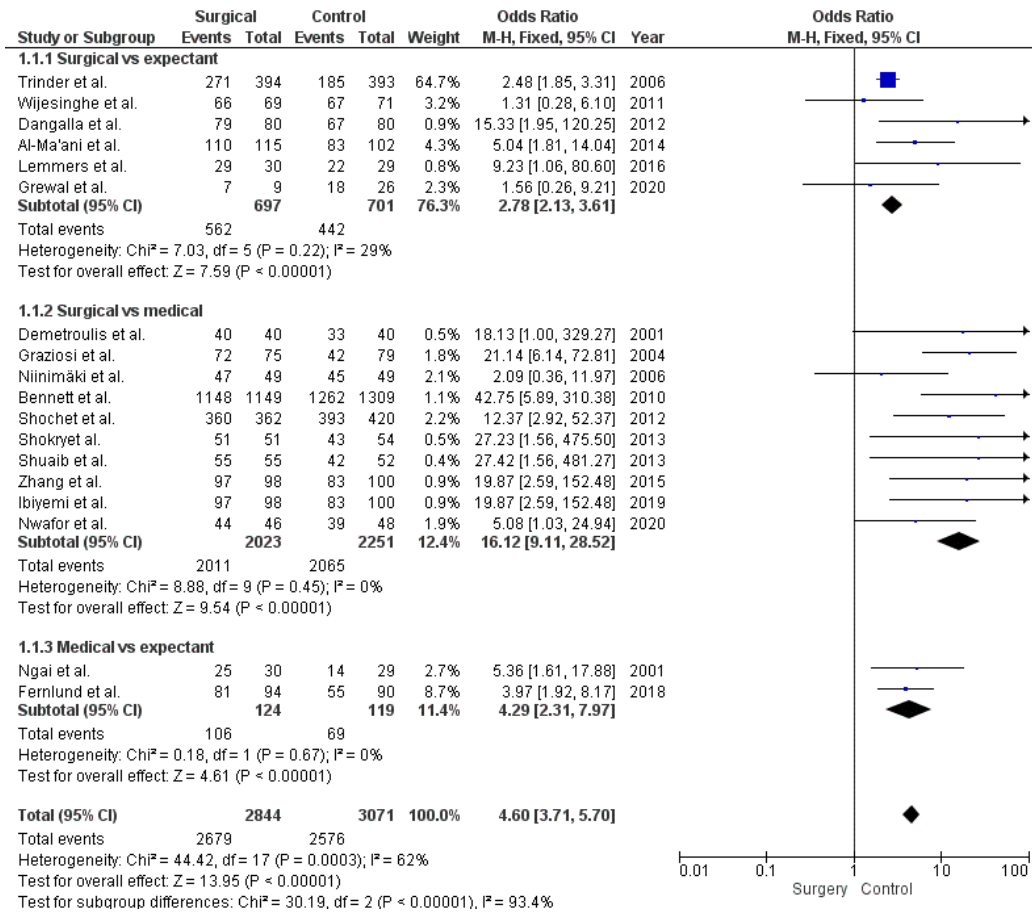 Surgical Control Odds Ratio Odds Ratio
Study or Subgroup Events Total Events Total Weight M-H, Fixed, 95% CI Year M-H, Fixed, 95% CI
1.1.1 Surgical vs expectant
Trinder et al. 271 394 185 393 64.7% 2.48 [1.85, 3.31] 2006
Wijesinghe et al. 66 69 67 71 3.2% 1.31 [0.28, 6.10] 2011
Dangalla et al. 79 80 67 80 0.9% 15.33 [1.95, 120.25] 2012
Al-Ma'ani et al. 110 115 83 102 4.3% 5.04 [1.81, 14.04] 2014
Lemmers et al. 29 30 22 29 0.8% 9.23 [1.06, 80.60] 2016
Grewal et al. 7 9 18 26 2.3% 1.56 [0.26, 9.21] 2020
Subtotal (95% CI) 697 701 76.3% 2.78 [2.13, 3.61]
Total events 562 442
Heterogeneity: Chi² = 7.03, df = 5 (P = 0.22); I² = 29%
Test for overall effect: Z = 7.59 (P < 0.00001)
1.1.2 Surgical vs medical
Demetroulis et al. 40 40 33 40 0.5% 18.13 [1.00, 329.27] 2001
Graziosi et al. 72 75 42 79 1.8% 21.14 [6.14, 72.81] 2004
Niinimäki et al. 47 49 45 49 2.1% 2.09 [0.36, 11.97] 2006
Bennett et al. 1148 1149 1262 1309 0.9% 42.75 [5.89, 310.38] 2010
Shochet et al. 360 362 393 420 2.2% 12.37 [2.92, 52.37] 2012
Shokryet al. 51 51 43 54 0.5% 27.23 [1.56, 475.50] 2013
Shuaib et al. 55 55 42 52 0.4% 27.42 [1.56, 481.27] 2013
Zhang et al. 97 98 83 100 0.9% 19.87 [2.59, 152.48] 2015
Ibiyemi et al. 97 98 83 100 0.9% 19.87 [2.59, 152.48] 2019
Nwafor et al. 44 46 39 48 1.9% 5.08 [1.03, 24.94] 2020
Subtotal (95% CI) 2023 2251 12.4% 16.12 [9.11, 28.52]
Total events 2011 2065
Heterogeneity: Chi² = 8.88, df = 9 (P = 0.45); I² = 0%
Test for overall effect: Z = 9.54 (P < 0.00001)
1.1.3 Medical vs expectant
Ngai et al. 25 30 14 29 2.7% 5.36 [1.61, 17.88] 2001
Fernlund et al. 81 94 55 90 8.7% 3.97 [1.92, 8.17] 2018
Subtotal (95% CI) 124 119 11.4% 4.29 [2.31, 7.97]
Total events 106 69
Heterogeneity: Chi² = 0.18, df = 1 (P = 0.67); I² = 0%
Test for overall effect: Z = 4.61 (P < 0.00001)
Total (95% CI) 2844 3071 100.0% 4.60 [3.71, 5.70]
Total events 2679 2576
Heterogeneity: Chi² = 44.42, df = 17 (P = 0.0003); I² = 62%
Test for overall effect: Z = 13.95 (P < 0.00001)
Test for subgroup differences: Chi² = 30.19, df = 2 (P < 0.00001), I² = 93.4%
0.01 0.1 1 10 100
Surgery Control